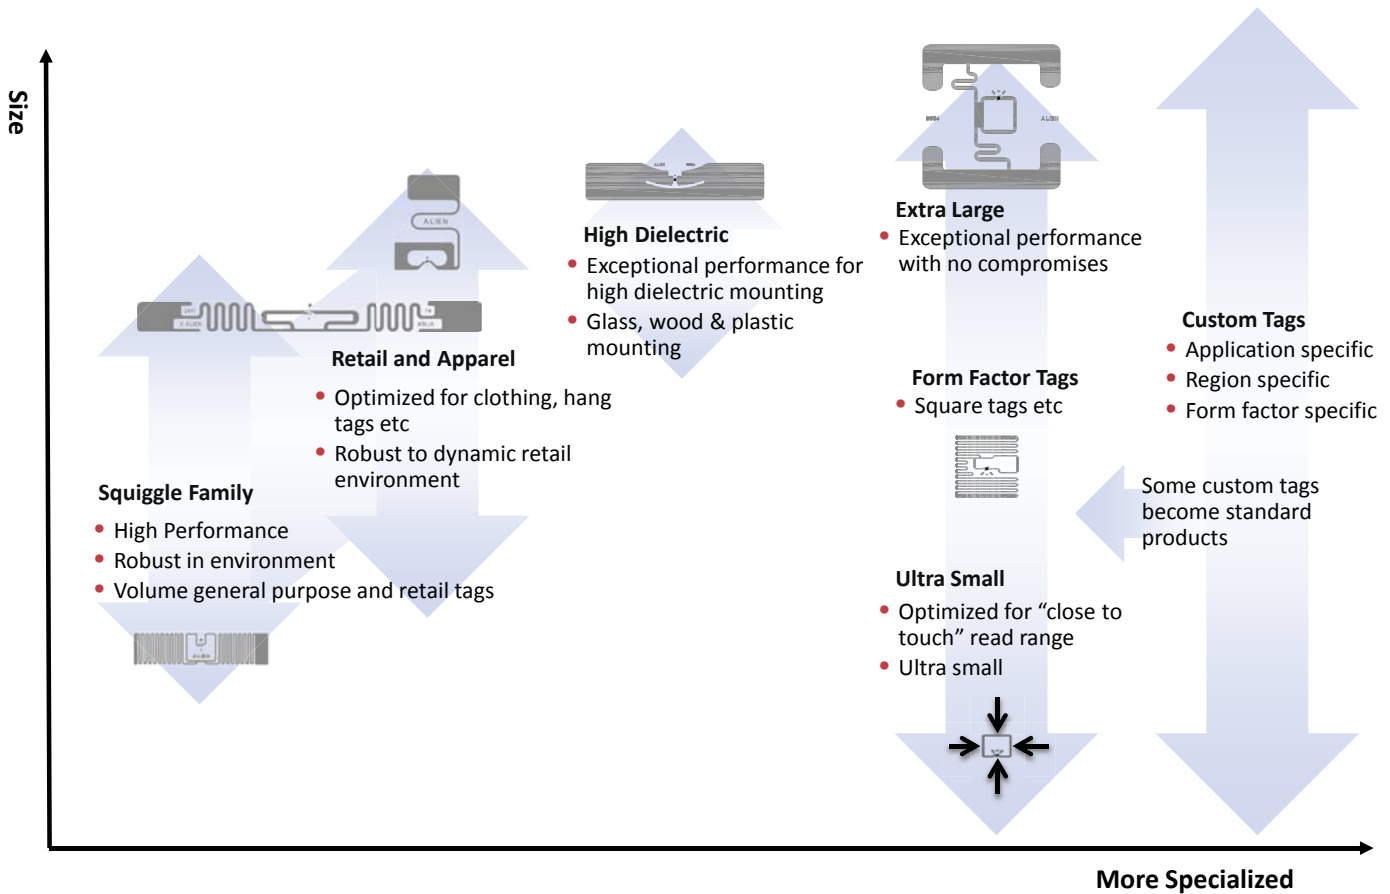 Size
ALIEN
ALIEN
ALIEN
High Dielectric
• Exceptional performance for
high dielectric mounting
• Glass, wood & plastic
mounting
Extra Large
• Exceptional performance
with no compromises
Custom Tags
• Application specific
• Region specific
• Form factor specific
Retail and Apparel
• Optimized for clothing, hang
tags etc
• Robust to dynamic retail
environment
Form Factor Tags
• Square tags etc
Some custom tags
become standard
products
Squiggle Family
• High Performance
• Robust in environment
• Volume general purpose and retail tags
ALIEN
Ultra Small
• Optimized for “close to
touch” read range
• Ultra small
More Specialized